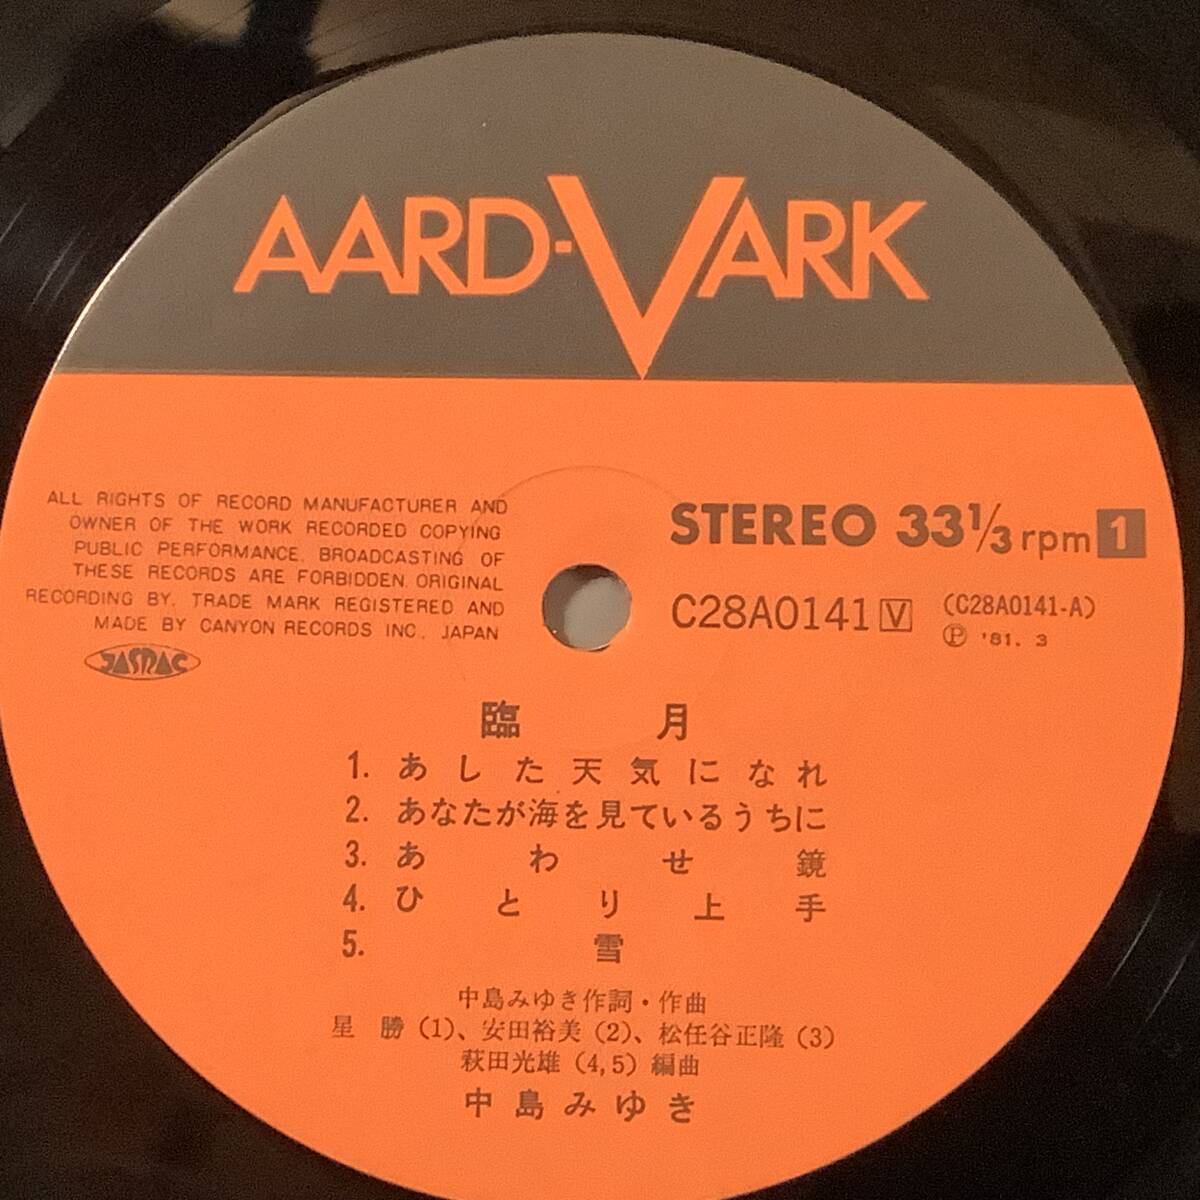 AARD-VARK
ALL RIGHTS OF RECORD MANUFACTURER AND
OWNER OF THE WORK RECORDED COPYING
PUBLIC PERFORMANCE, BROADCASTING OF
THESE RECORDS ARE FORBIDDEN. ORIGINAL
RECORDING BY, TRADE MARK REGISTERED AND
MADE BY CANYON RECORDS INC., JAPAN
JASRAC
STEREO 33 1/3 rpm 1
C28A0141 V (C28A0141-A)
Ⓟ '81. 3
臨 月
1. あした天気になれ
2. あなたが海を見ているうちに
3. あわせ鏡
4. ひとり上手
5. 雪
中島みゆき作詞・作曲
星 勝(1)、安田裕美(2)、松任谷正隆(3)
萩田光雄(4,5)編曲
中島みゆき